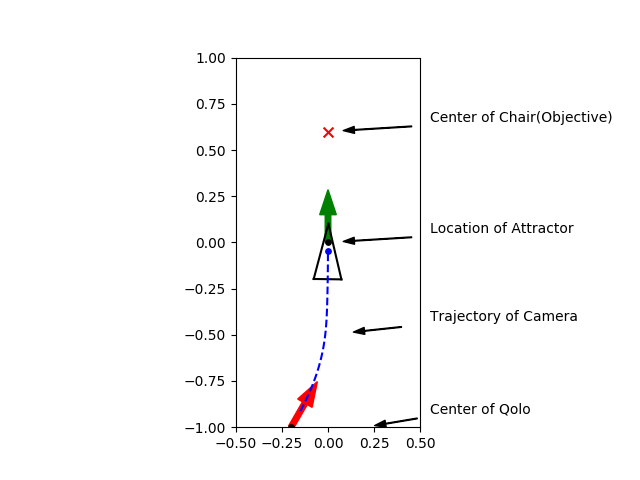 1.00
0.75
Center of Chair(Objective)
0.50
0.25
Location of Attractor
0.00
−0.25
Trajectory of Camera
−0.50
−0.75
Center of Qolo
−1.00
−0.50 −0.25 0.00 0.25 0.50